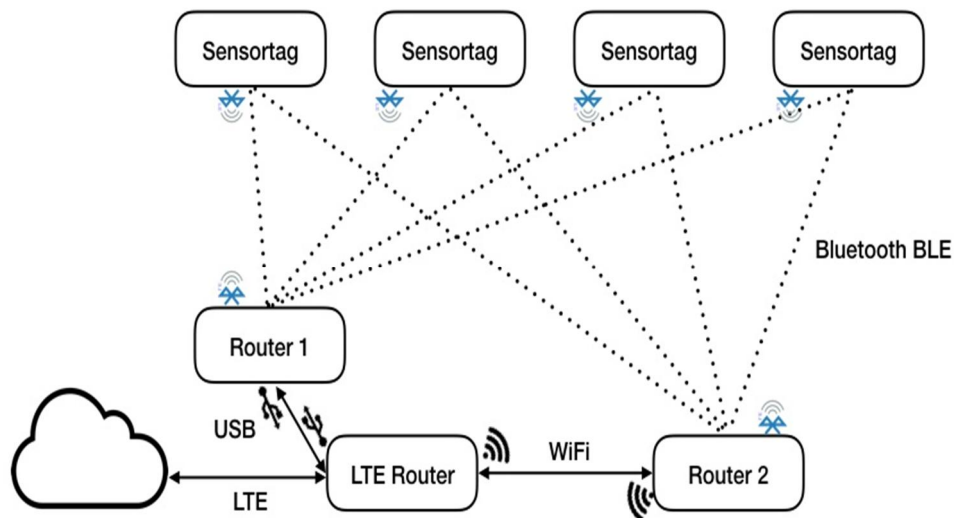 Sensortag
Sensortag
Sensortag
Sensortag
Bluetooth BLE
Router 1
USB
WiFi
LTE Router
Router 2
LTE